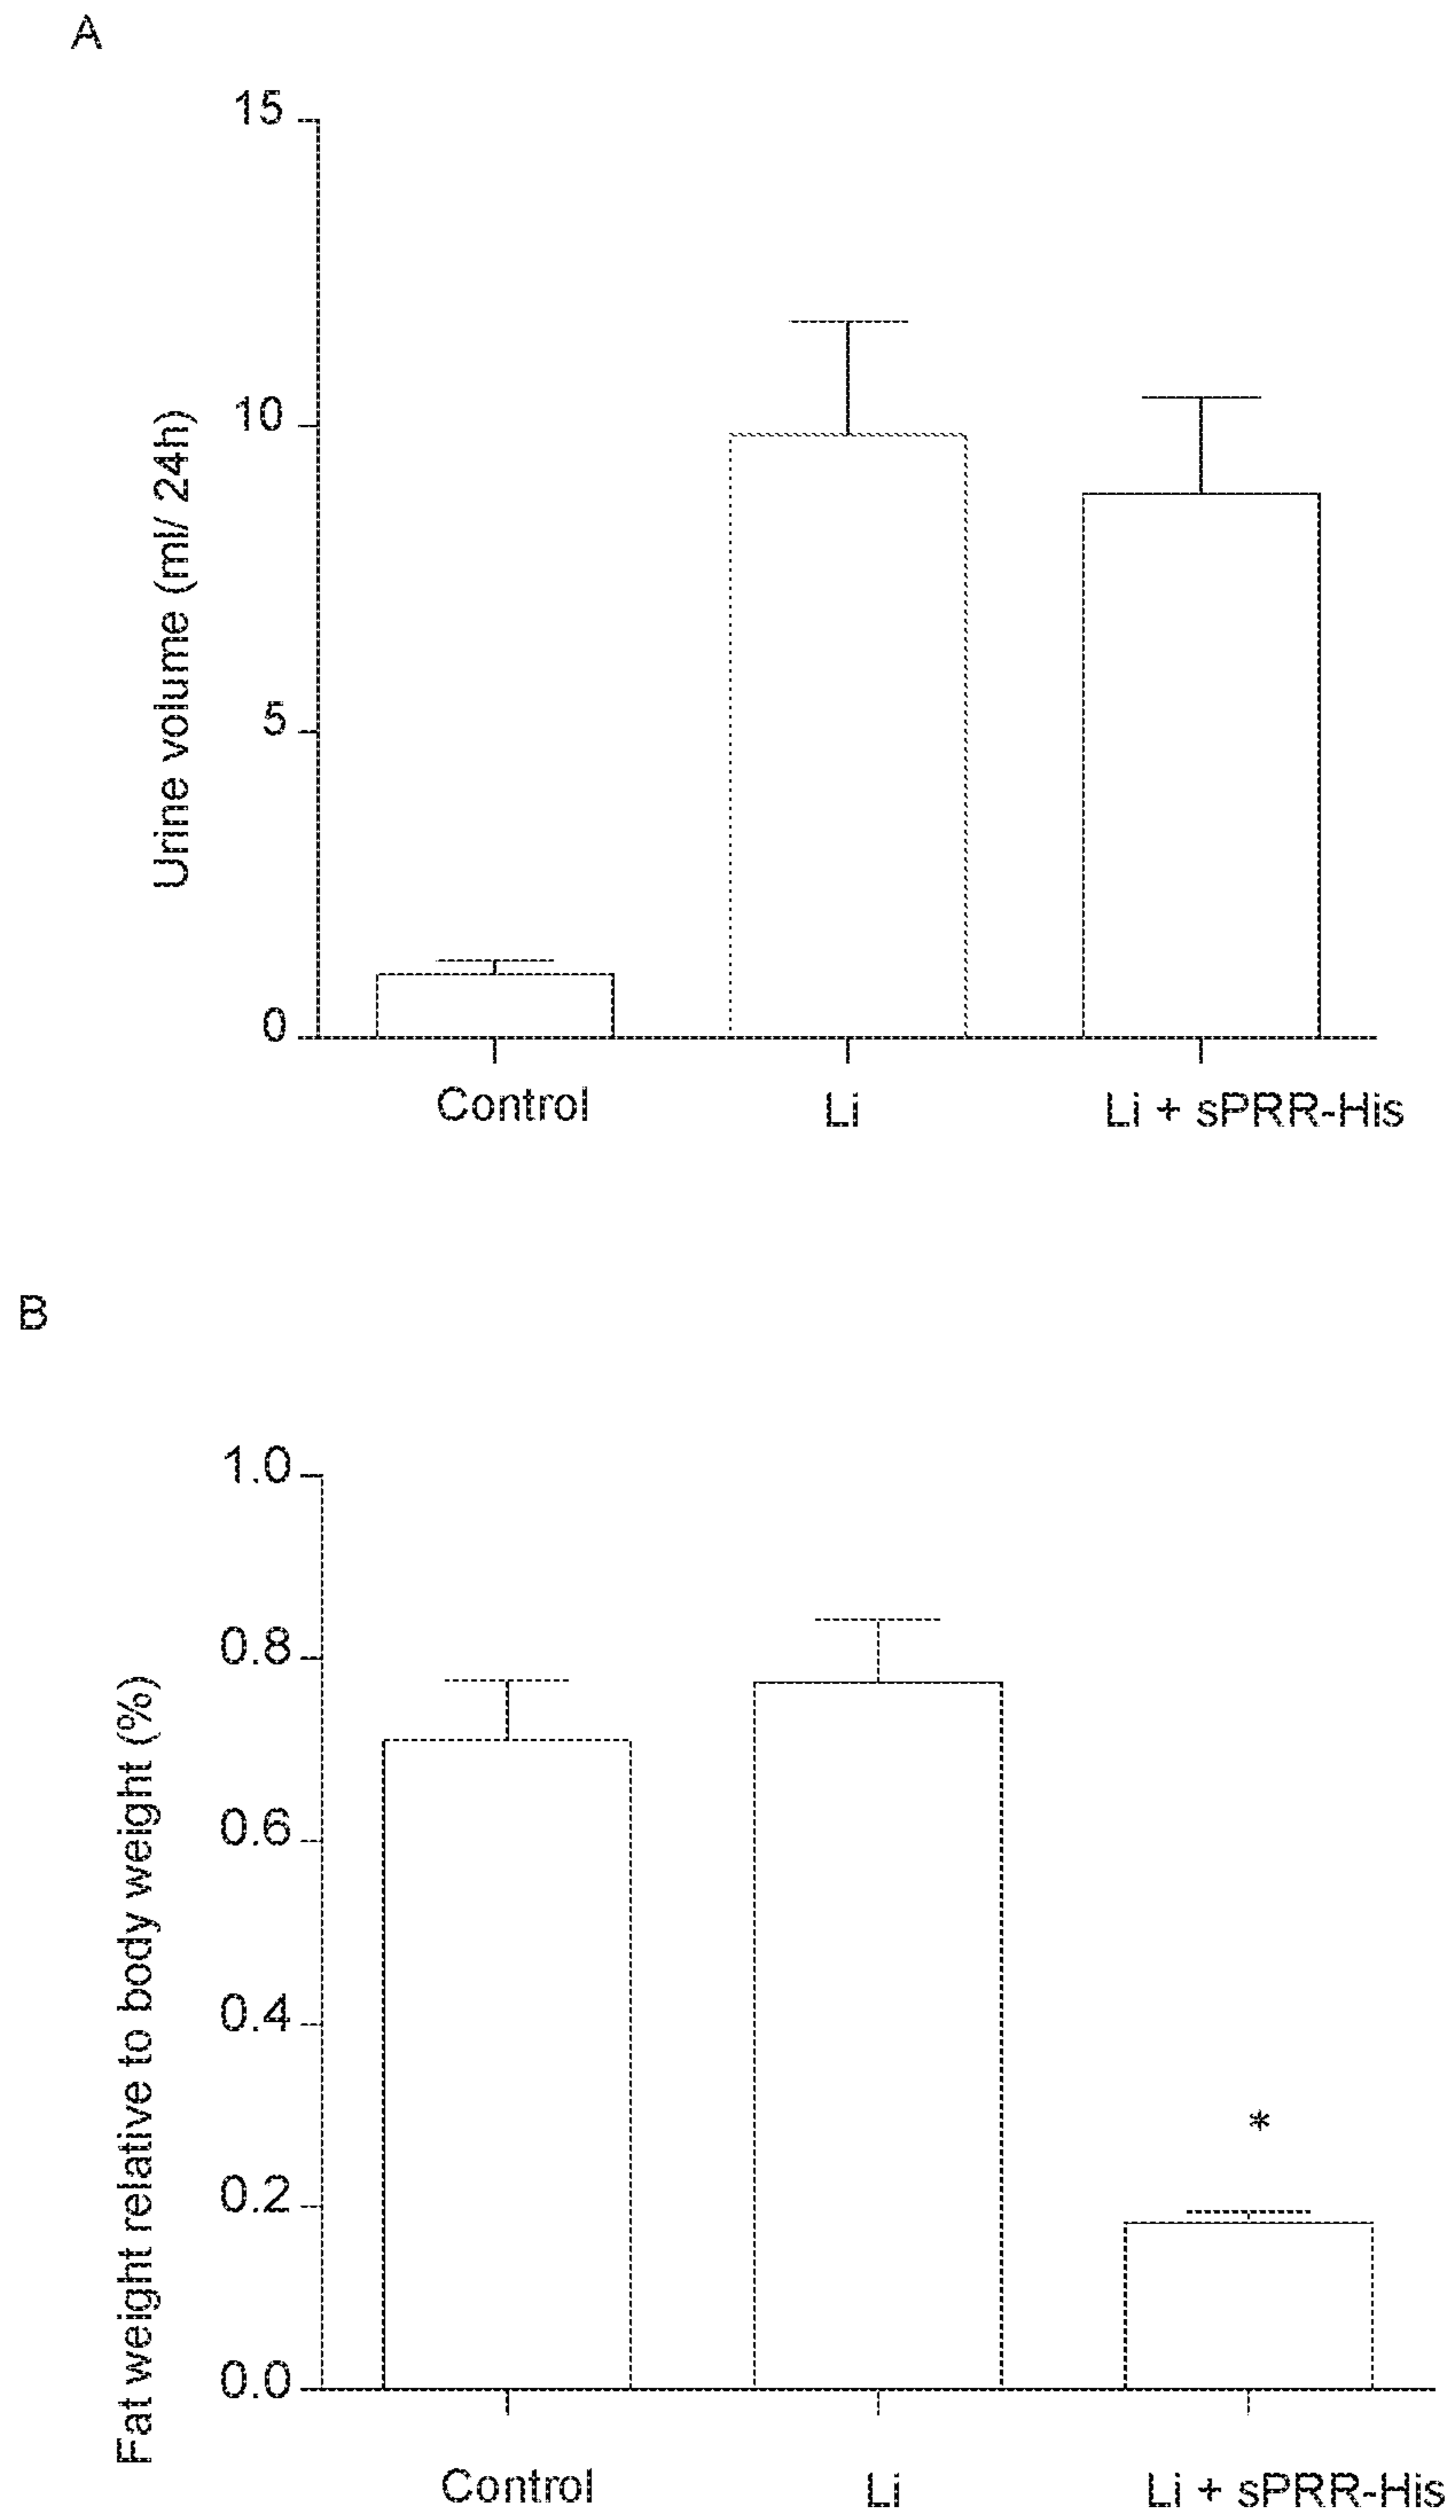 A
15
10
5
0
Urine volume (ml/ 24h)
Control
Li
Li + sPRR-His
B
1.0
0.8
0.6
0.4
0.2
0.0
Fat weight relative to body weight (%)
*
Control
Li
Li + sPRR-His